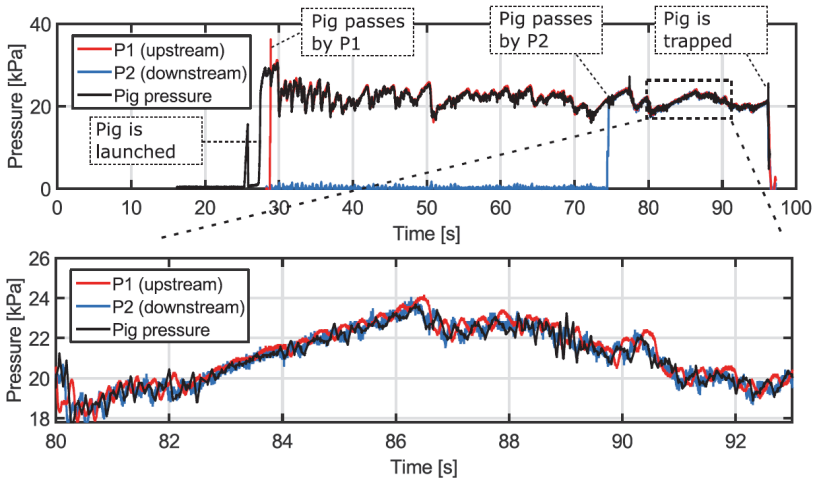 Pig passes
by P1
Pig passes
by P2
Pig is
trapped
Pressure [kPa]
40
20
0
P1 (upstream)
P2 (downstream)
Pig pressure
Pig is
launched
0 10 20 30 40 50 60 70 80 90 100
Time [s]
Pressure [kPa]
26
24
22
20
18
P1 (upstream)
P2 (downstream)
Pig pressure
80 82 84 86 88 90 92
Time [s]